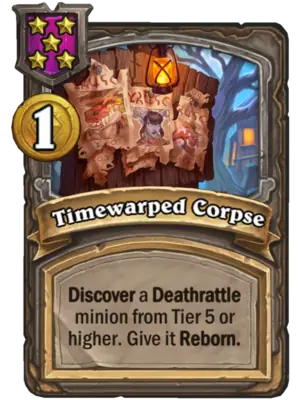 1
Timewarped Corpse
Discover a Deathrattle
minion from Tier 5 or
higher. Give it Reborn.